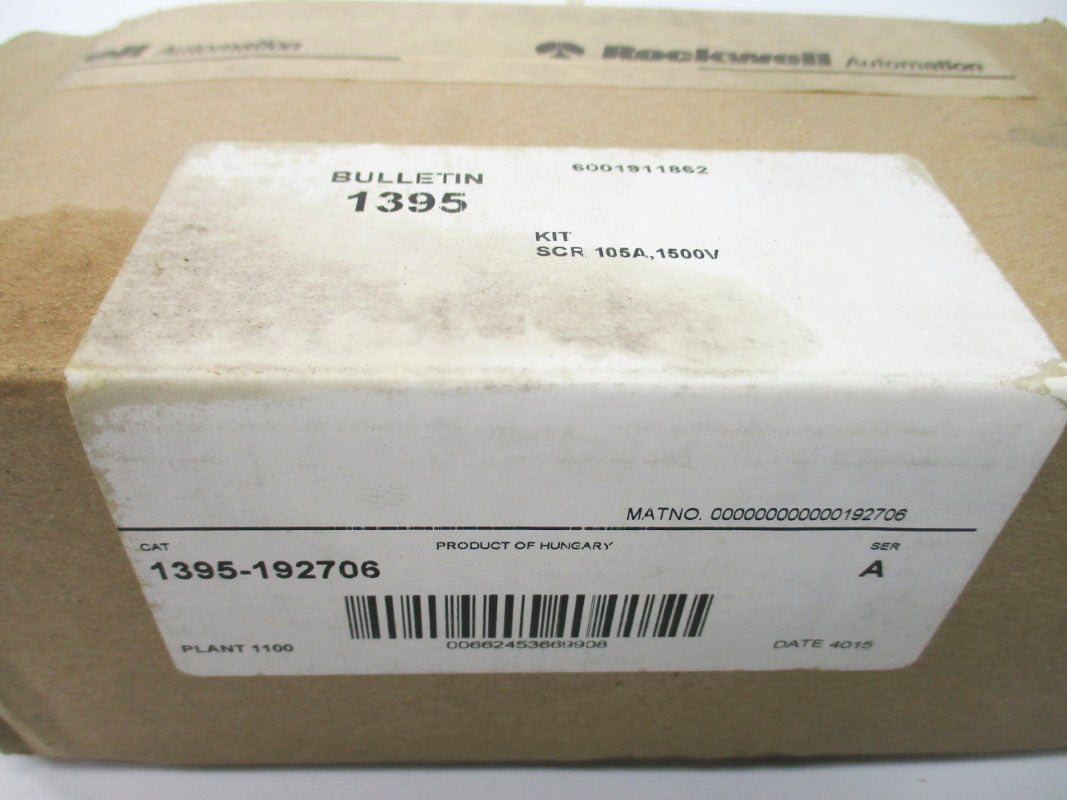 ell Automation Rockwell Automation
BULLETIN
1395
6001911862
KIT
SCR 105A,1500V
MATNO. 000000000000192706
CAT
PRODUCT OF HUNGARY
SER
1395-192706
A
00662453669908
PLANT 1100
DATE 4015